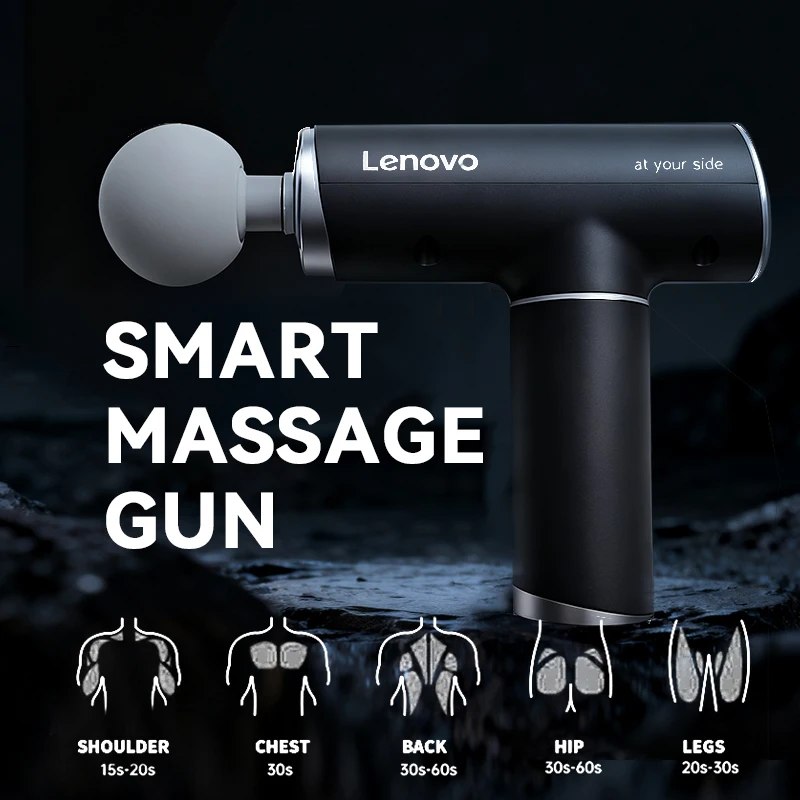 Lenovo
at your side
SMART
MASSAGE
GUN
SHOULDER
15s-20s
CHEST
30s
BACK
30s-60s
HIP
30s-60s
LEGS
20s-30s